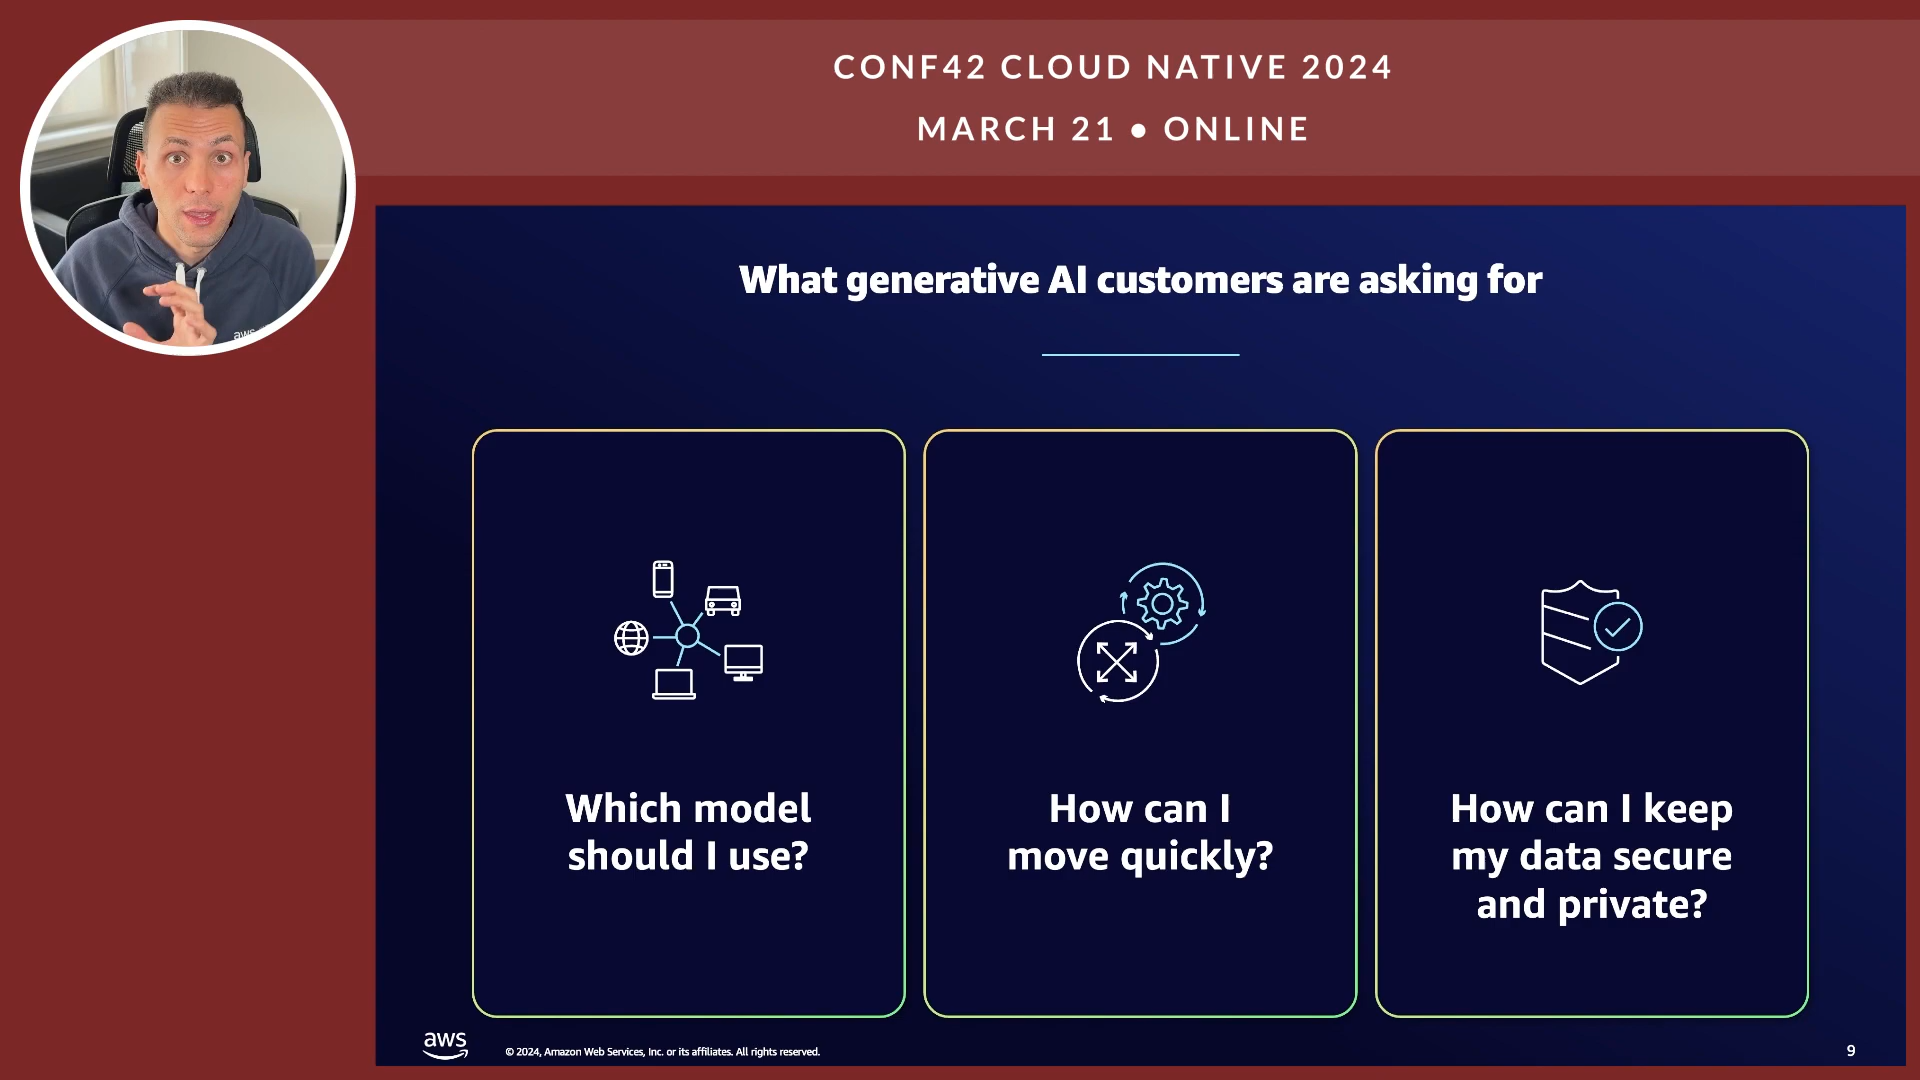 CONF42 CLOUD NATIVE 2024
MARCH 21 • ONLINE
aws
What generative AI customers are asking for
Which model
should I use?
How can I
move quickly?
How can I keep
my data secure
and private?
aws
© 2024, Amazon Web Services, Inc. or its affiliates. All rights reserved.
9